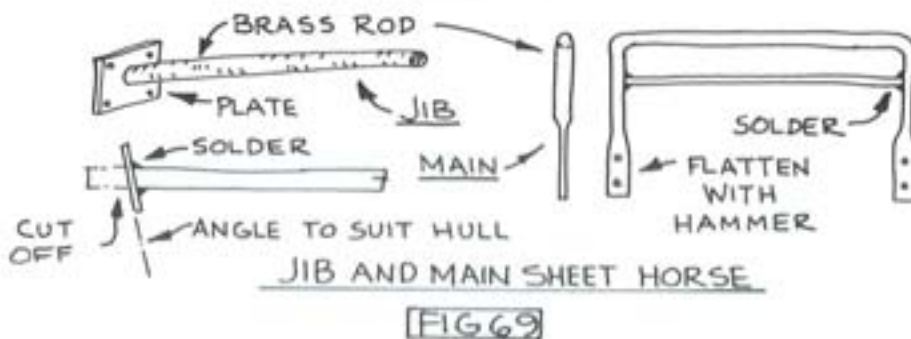 BRASS ROD
PLATE
JIB
SOLDER
CUT
OFF
ANGLE TO SUIT HULL
MAIN
SOLDER
FLATTEN
WITH
HAMMER
JIB AND MAIN SHEET HORSE
FIG 69